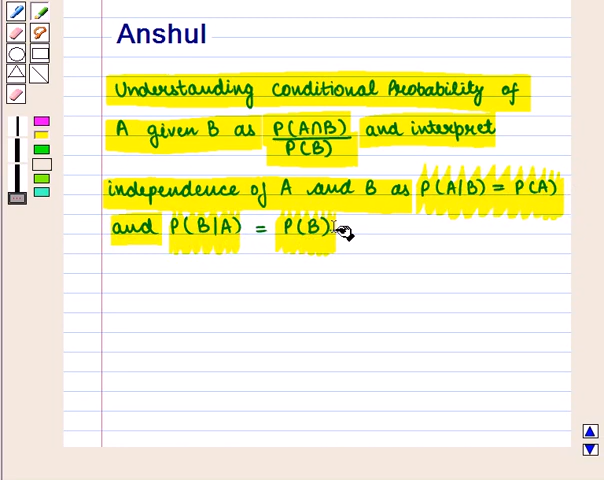 Anshul
Understanding Conditional Probability of
A given B as P(A∩B)/P(B) and interpret
independence of A and B as P(A|B) = P(A)
and P(B|A) = P(B).